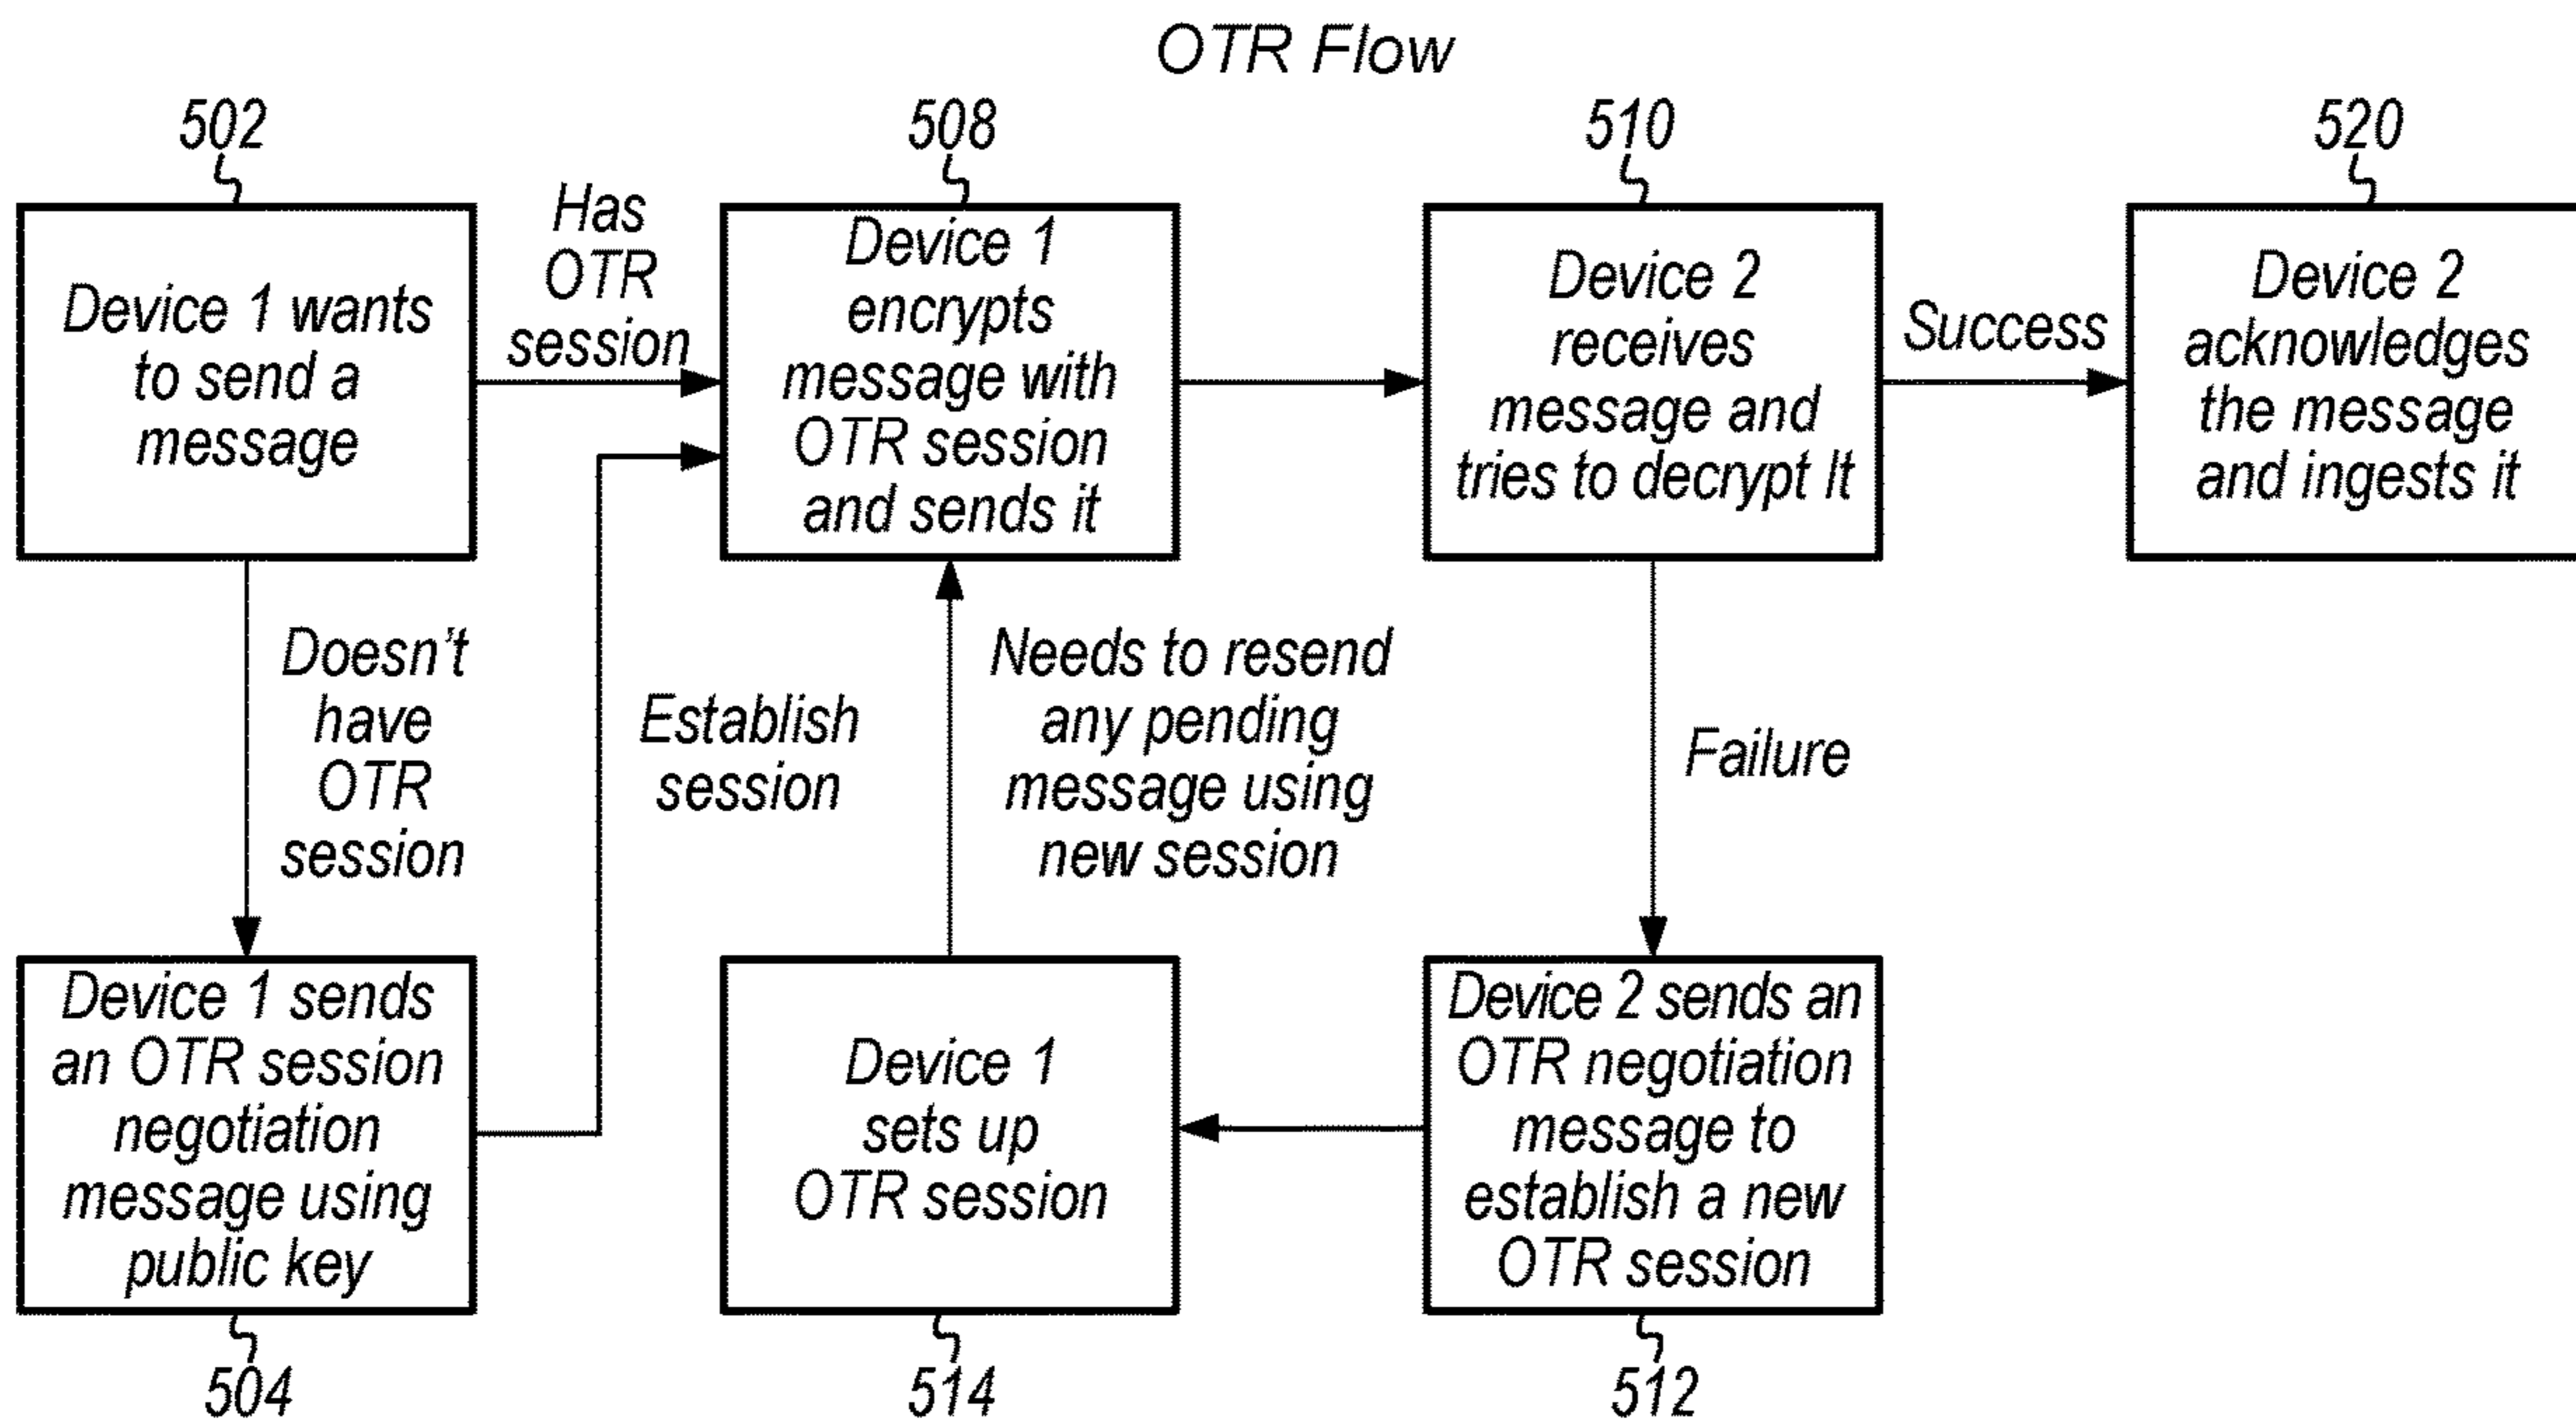 OTR Flow
502
508
510
520
Device 1 wants
to send a
message
Has
OTR
session
Device 1
encrypts
message with
OTR session
and sends it
Device 2
receives
message and
tries to decrypt It
Success
Device 2
acknowledges
the message
and ingests it
Doesn't
have
OTR
session
Establish
session
Needs to resend
any pending
message using
new session
Failure
Device 1 sends
an OTR session
negotiation
message using
public key
Device 1
sets up
OTR session
Device 2 sends an
OTR negotiation
message to
establish a new
OTR session
504
514
512